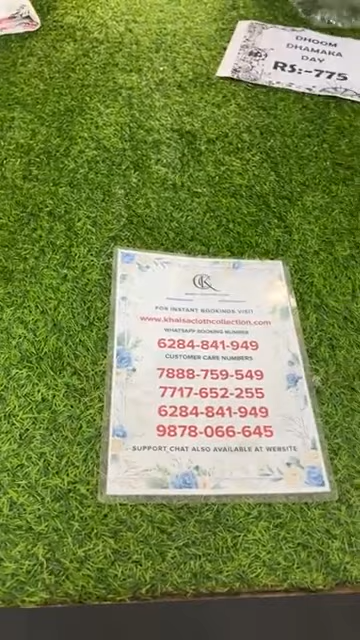 DHOOM
DHAMAKA
DAY
RS:-775
CK
FOR INSTANT BOOKINGS VISIT
www.khalsaclothcollection.com
WHATSAPP BOOKING NUMBER
6284-841-949
CUSTOMER CARE NUMBERS
7888-759-549
7717-652-255
6284-841-949
9878-066-645
SUPPORT CHAT ALSO AVAILABLE AT WEBSITE